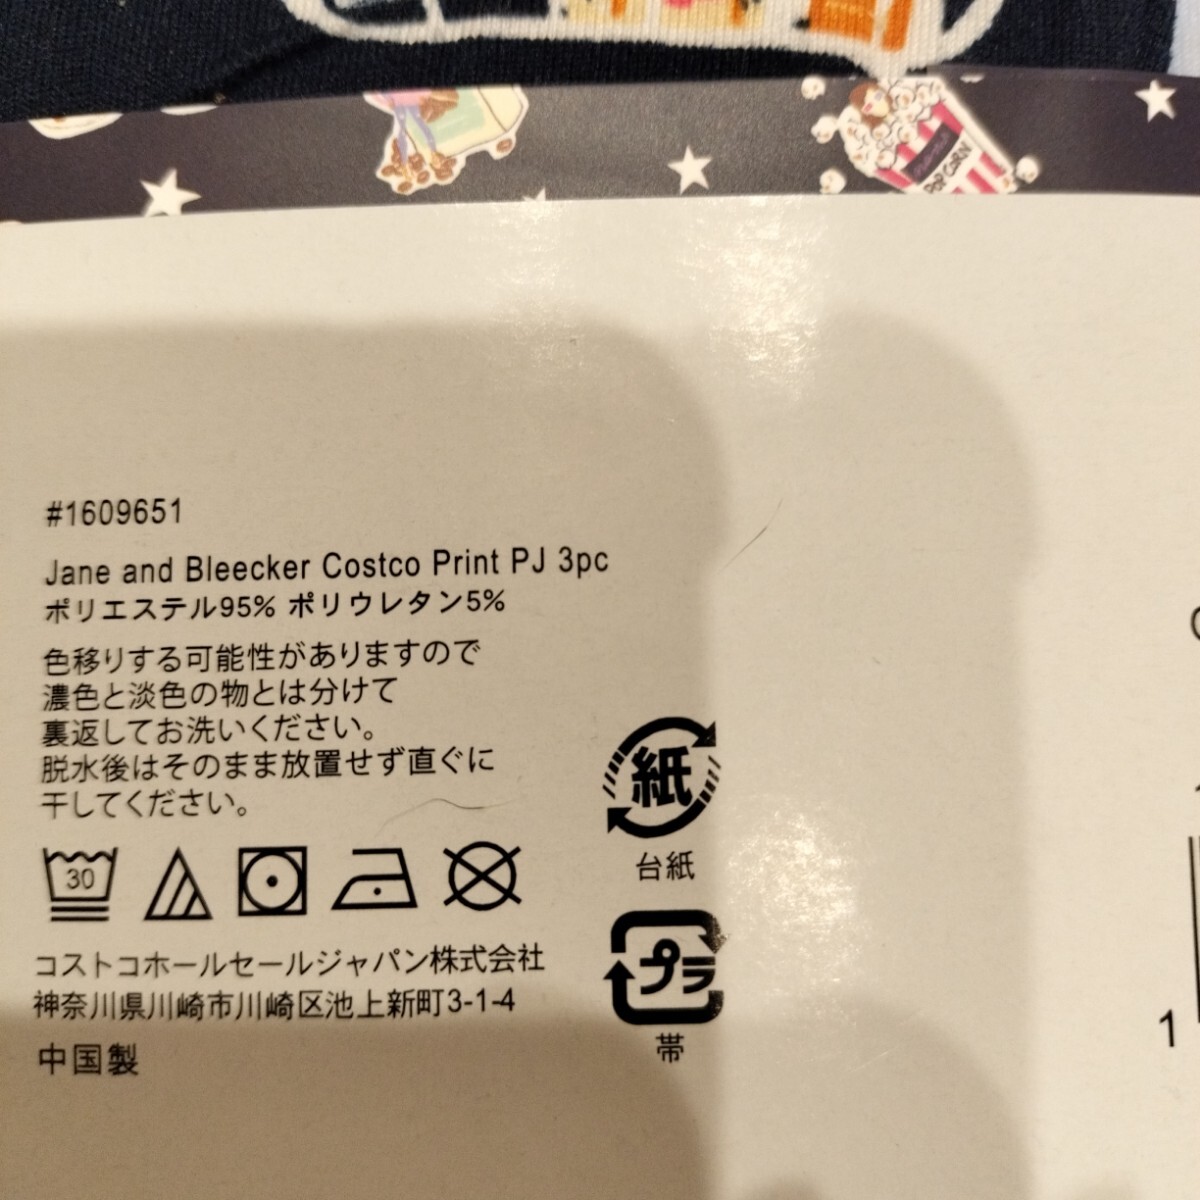 POP CORN
#1609651
Jane and Bleecker Costco Print PJ 3pc
ポリエステル95% ポリウレタン5%
色移りする可能性がありますので
濃色と淡色の物とは分けて
裏返してお洗いください。
脱水後はそのまま放置せず直ぐに
干してください。
30
コストコホールセールジャパン株式会社
神奈川県川崎市川崎区池上新町3-1-4
中国製
紙
台紙
プラ
帯
1